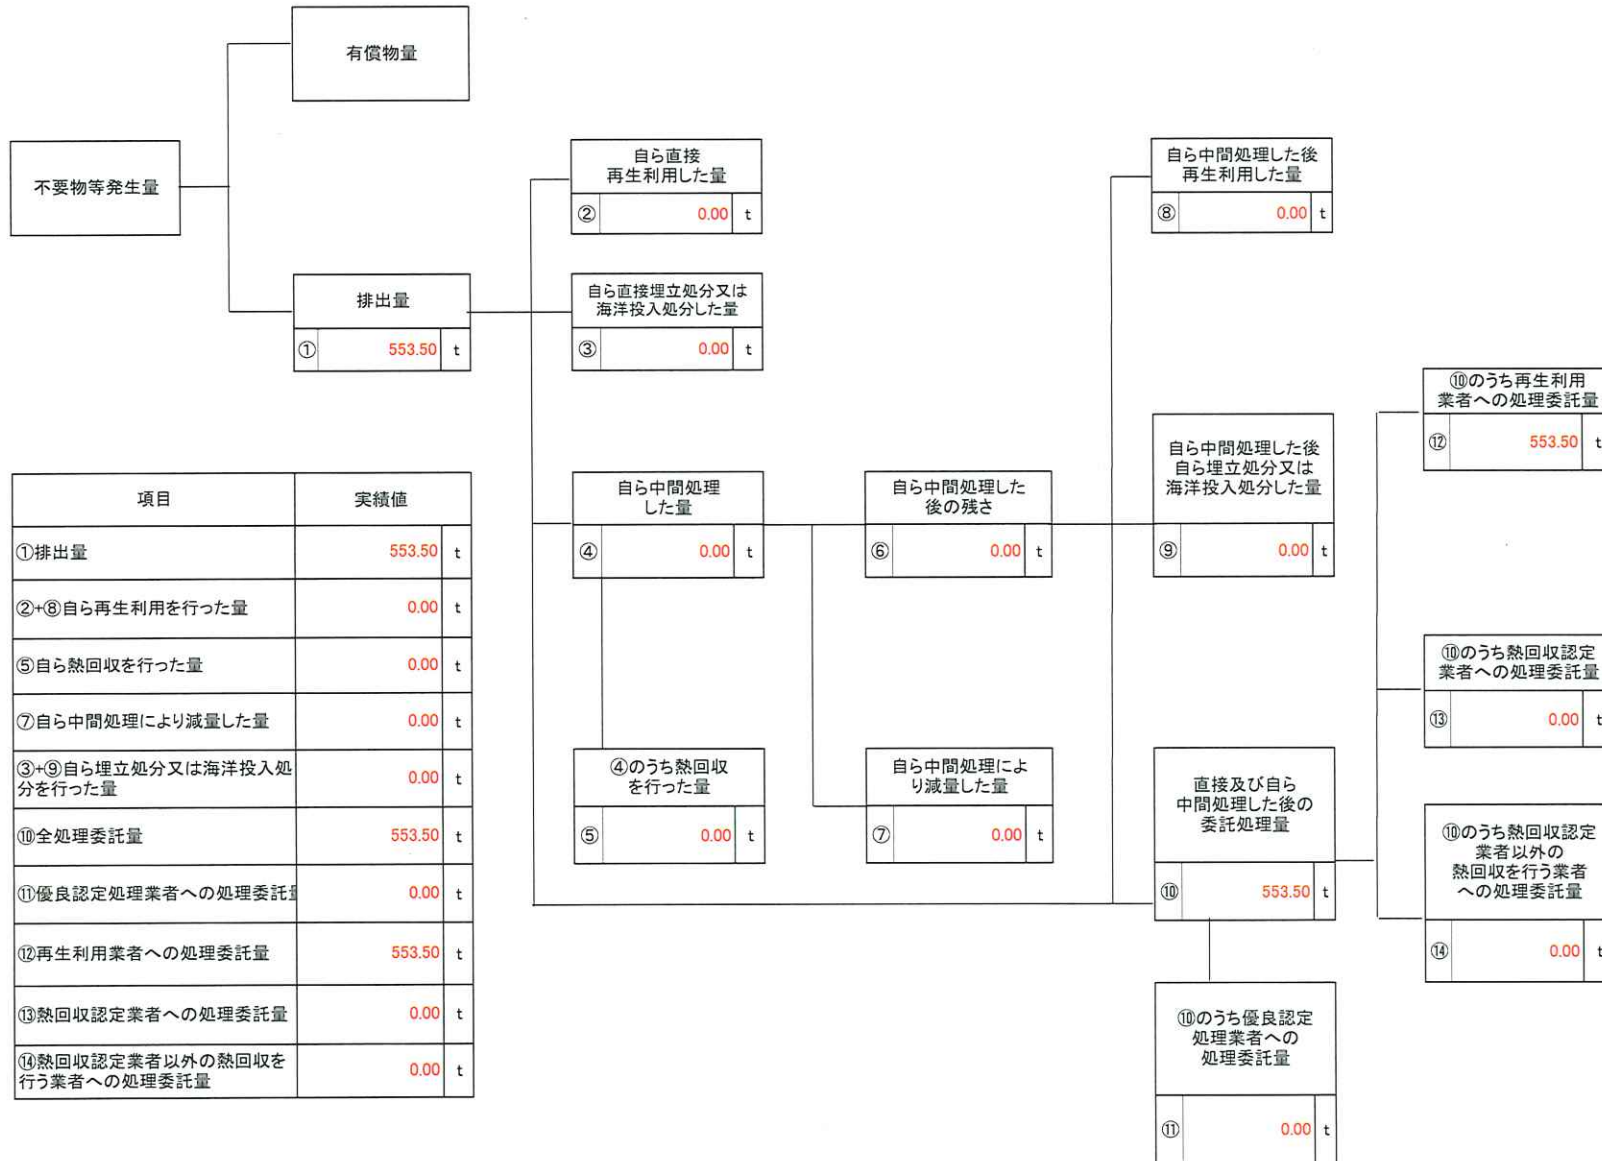 有償物量
不要物等発生量
排出量
① 553.50 t
自ら直接
再生利用した量
② 0.00 t
自ら直接埋立処分又は
海洋投入処分した量
③ 0.00 t
自ら中間処理
した量
④ 0.00 t
④のうち熱回収
を行った量
⑤ 0.00 t
自ら中間処理した
後の残さ
⑥ 0.00 t
自ら中間処理によ
り減量した量
⑦ 0.00 t
自ら中間処理した後
再生利用した量
⑧ 0.00 t
自ら中間処理した後
自ら埋立処分又は
海洋投入処分した量
⑨ 0.00 t
直接及び自ら
中間処理した後の
委託処理量
⑩ 553.50 t
⑩のうち優良認定
処理業者への
処理委託量
⑪ 0.00 t
⑩のうち再生利用
業者への処理委託量
⑫ 553.50 t
⑩のうち熱回収認定
業者への処理委託量
⑬ 0.00 t
⑩のうち熱回収認定
業者以外の
熱回収を行う業者
への処理委託量
⑭ 0.00 t
項目 実績値
①排出量 553.50 t
②+⑧自ら再生利用を行った量 0.00 t
⑤自ら熱回収を行った量 0.00 t
⑦自ら中間処理により減量した量 0.00 t
③+⑨自ら埋立処分又は海洋投入処
分を行った量 0.00 t
⑩全処理委託量 553.50 t
⑪優良認定処理業者への処理委託量 0.00 t
⑫再生利用業者への処理委託量 553.50 t
⑬熱回収認定業者への処理委託量 0.00 t
⑭熱回収認定業者以外の熱回収を
行う業者への処理委託量 0.00 t